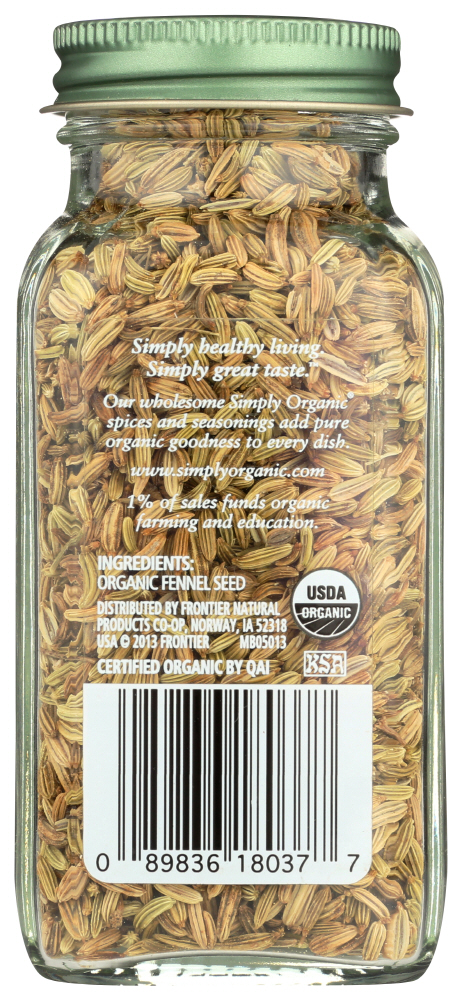 Simply healthy living.
Simply great taste.™
Our wholesome Simply Organic®
spices and seasonings add pure
organic goodness to every dish.
www.simplyorganic.com
1% of sales funds organic
farming and education.
INGREDIENTS:
ORGANIC FENNEL SEED
DISTRIBUTED BY FRONTIER NATURAL
PRODUCTS CO-OP, NORWAY, IA 52318
USA © 2013 FRONTIER MB05013
CERTIFIED ORGANIC BY QAI
USDA
ORGANIC
KSA
0 89836 18037 7